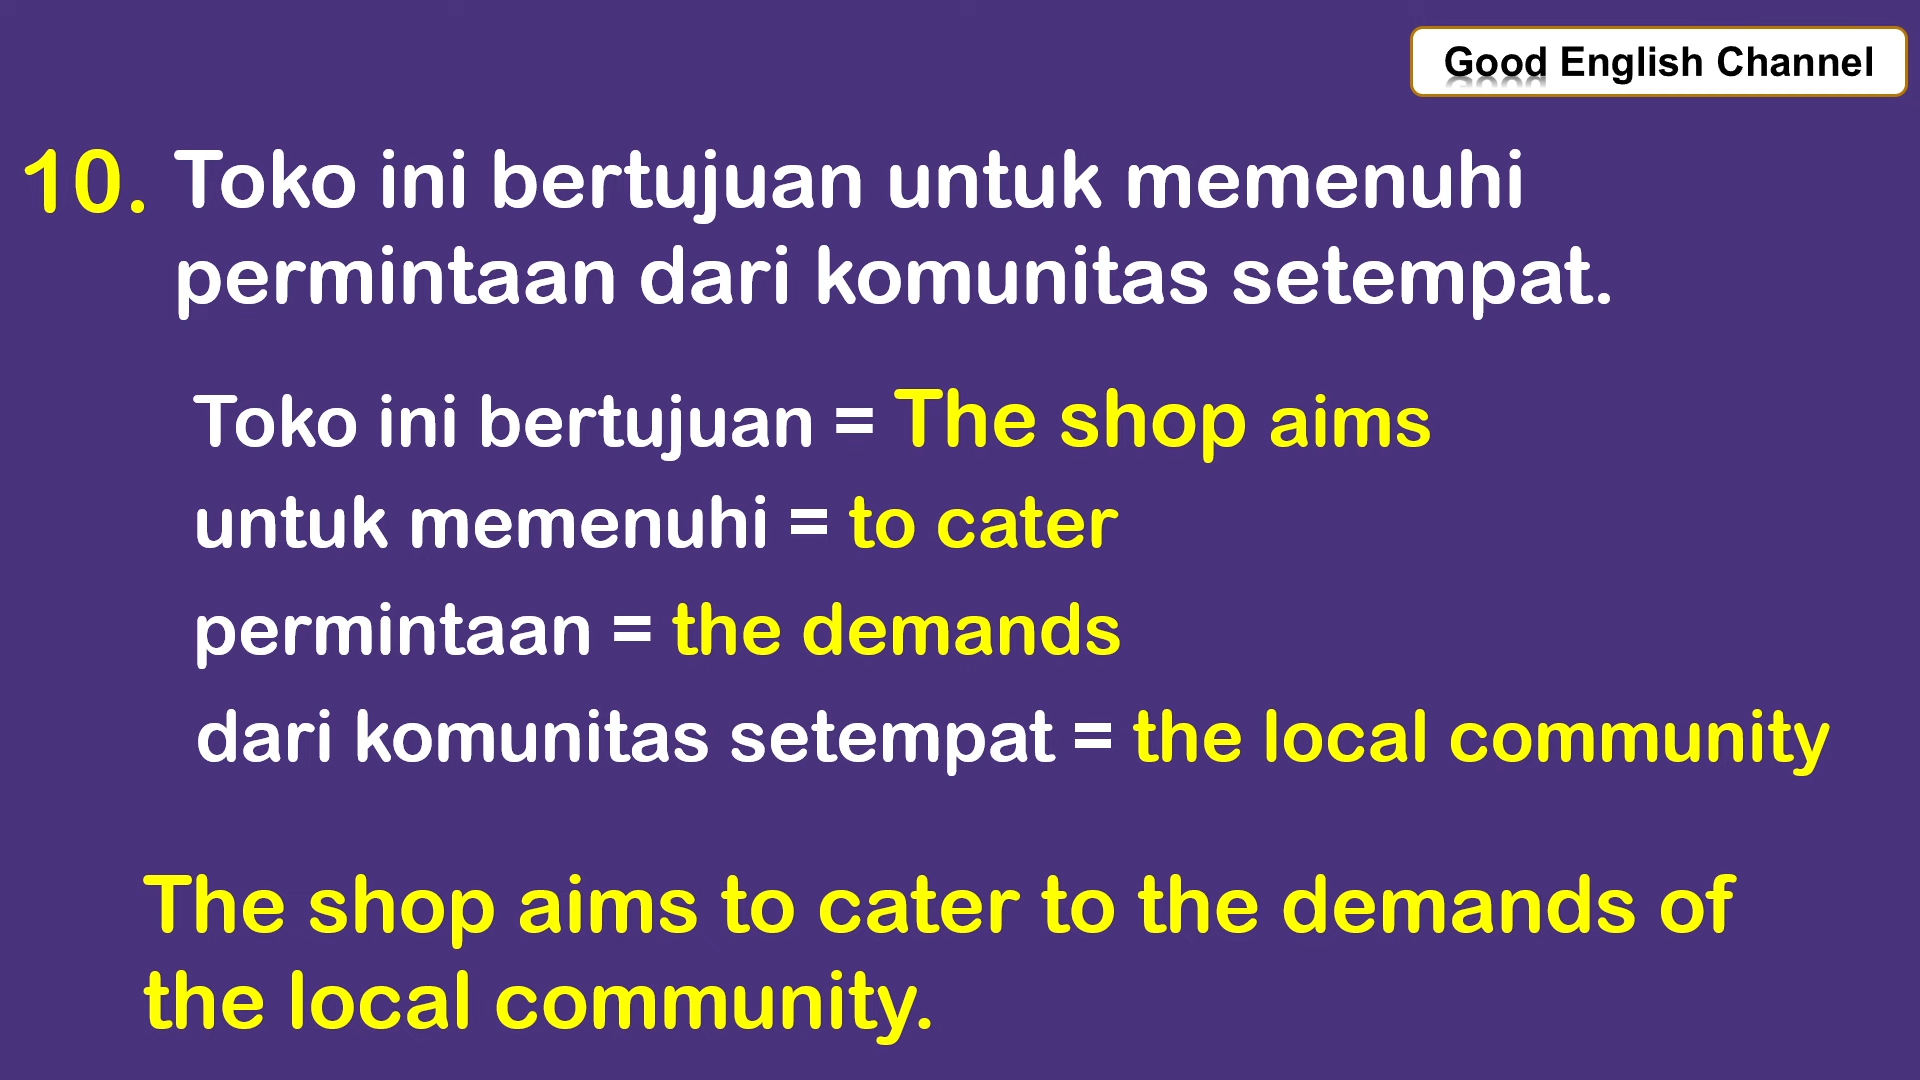 Good English Channel
10. Toko ini bertujuan untuk memenuhi
permintaan dari komunitas setempat.
Toko ini bertujuan = The shop aims
untuk memenuhi = to cater
permintaan = the demands
dari komunitas setempat = the local community
The shop aims to cater to the demands of
the local community.